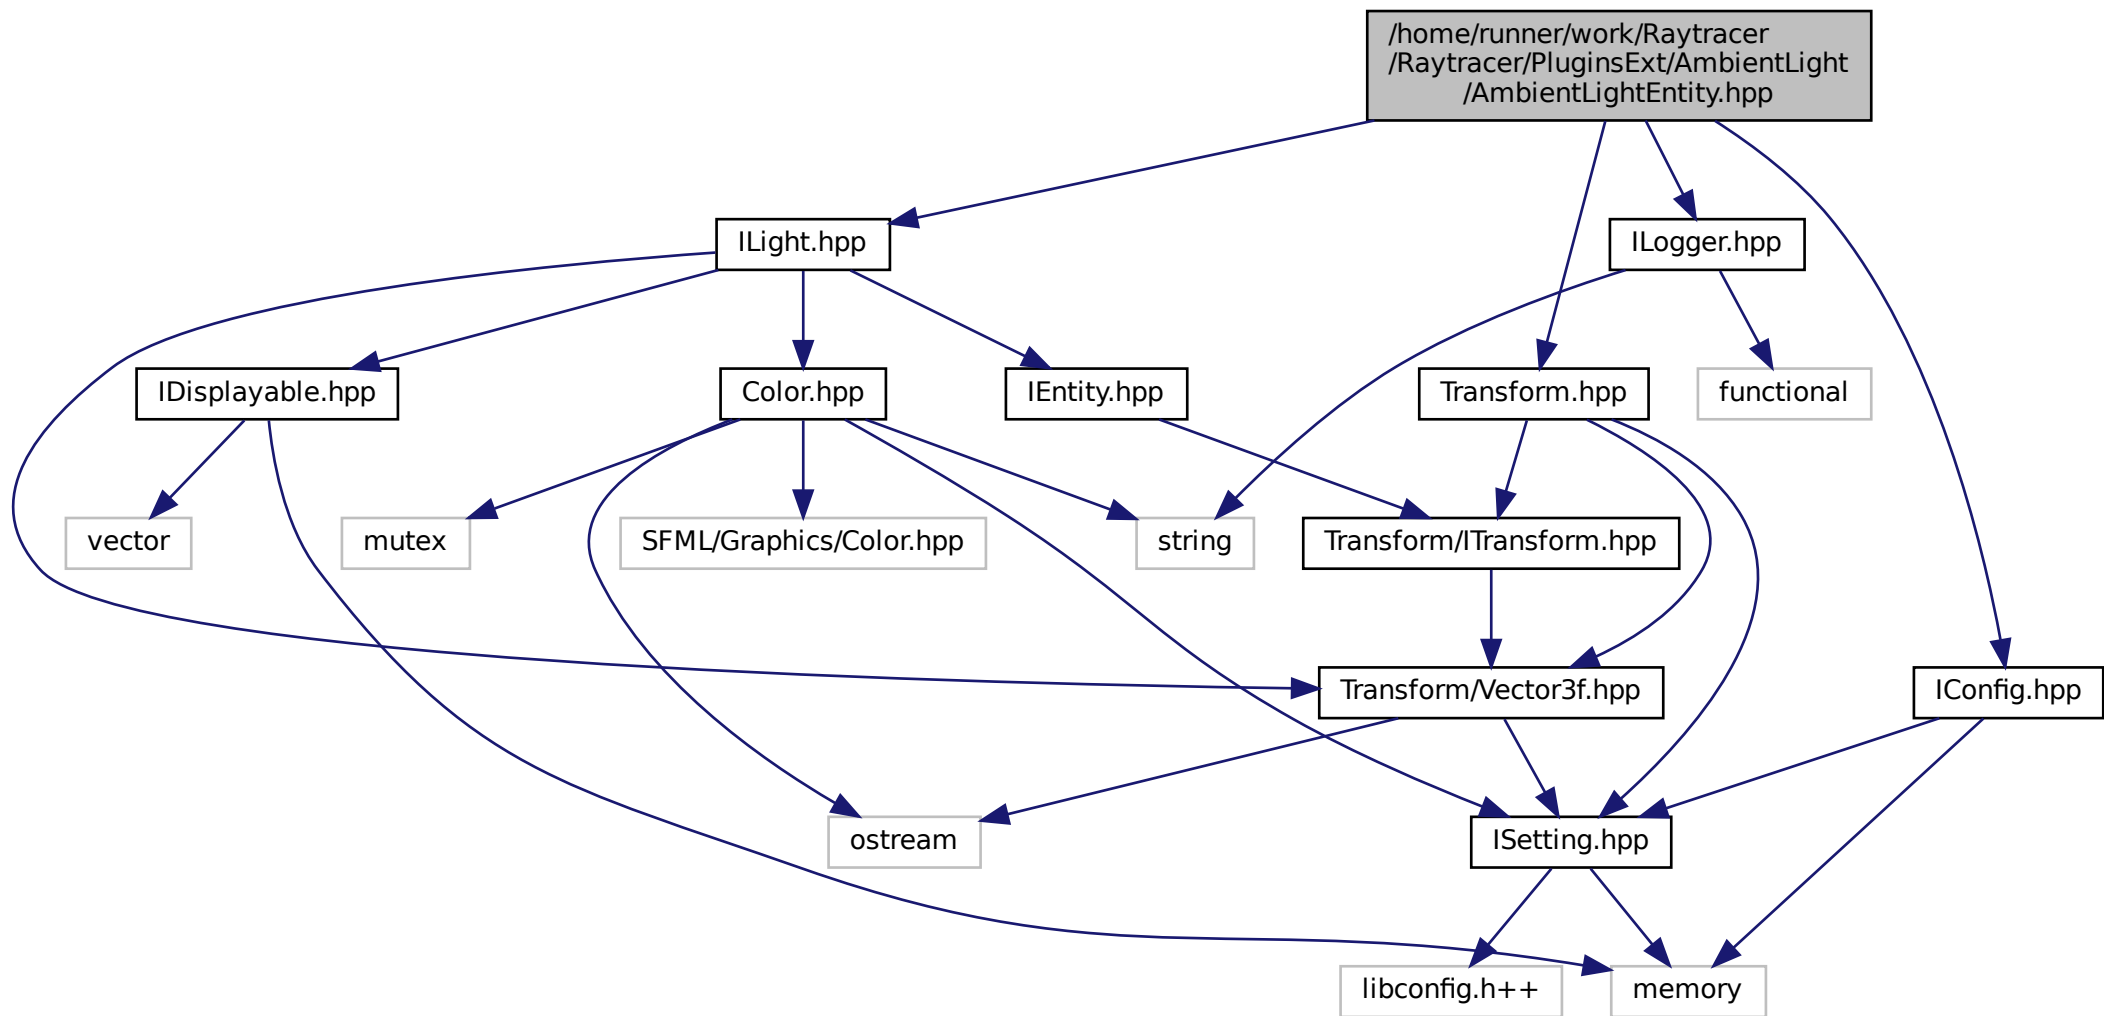 /home/runner/work/Raytracer
/Raytracer/PluginsExt/AmbientLight
/AmbientLightEntity.hpp
ILight.hpp
ILogger.hpp
IDisplayable.hpp
Color.hpp
IEntity.hpp
Transform.hpp
functional
vector
mutex
SFML/Graphics/Color.hpp
string
Transform/ITransform.hpp
Transform/Vector3f.hpp
IConfig.hpp
ostream
ISetting.hpp
libconfig.h++
memory